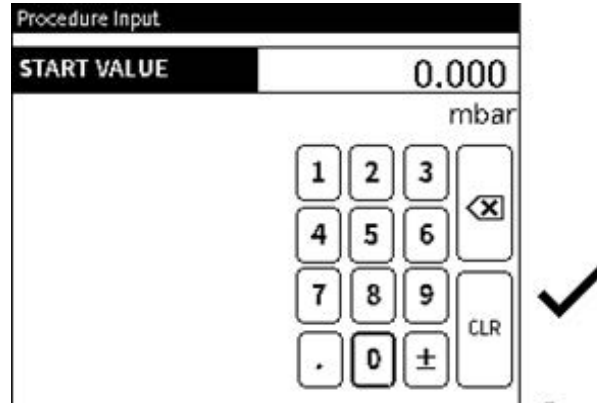 Procedure Input
START VALUE 0.000
mbar
1 2 3
4 5 6
7 8 9
CLR
. 0 ±